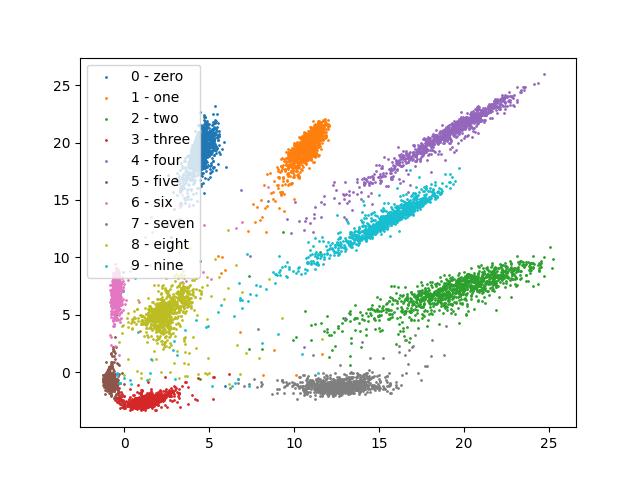 0 - zero
1 - one
2 - two
3 - three
4 - four
5 - five
6 - six
7 - seven
8 - eight
9 - nine
25
20
15
10
5
0
0
5
10
15
20
25